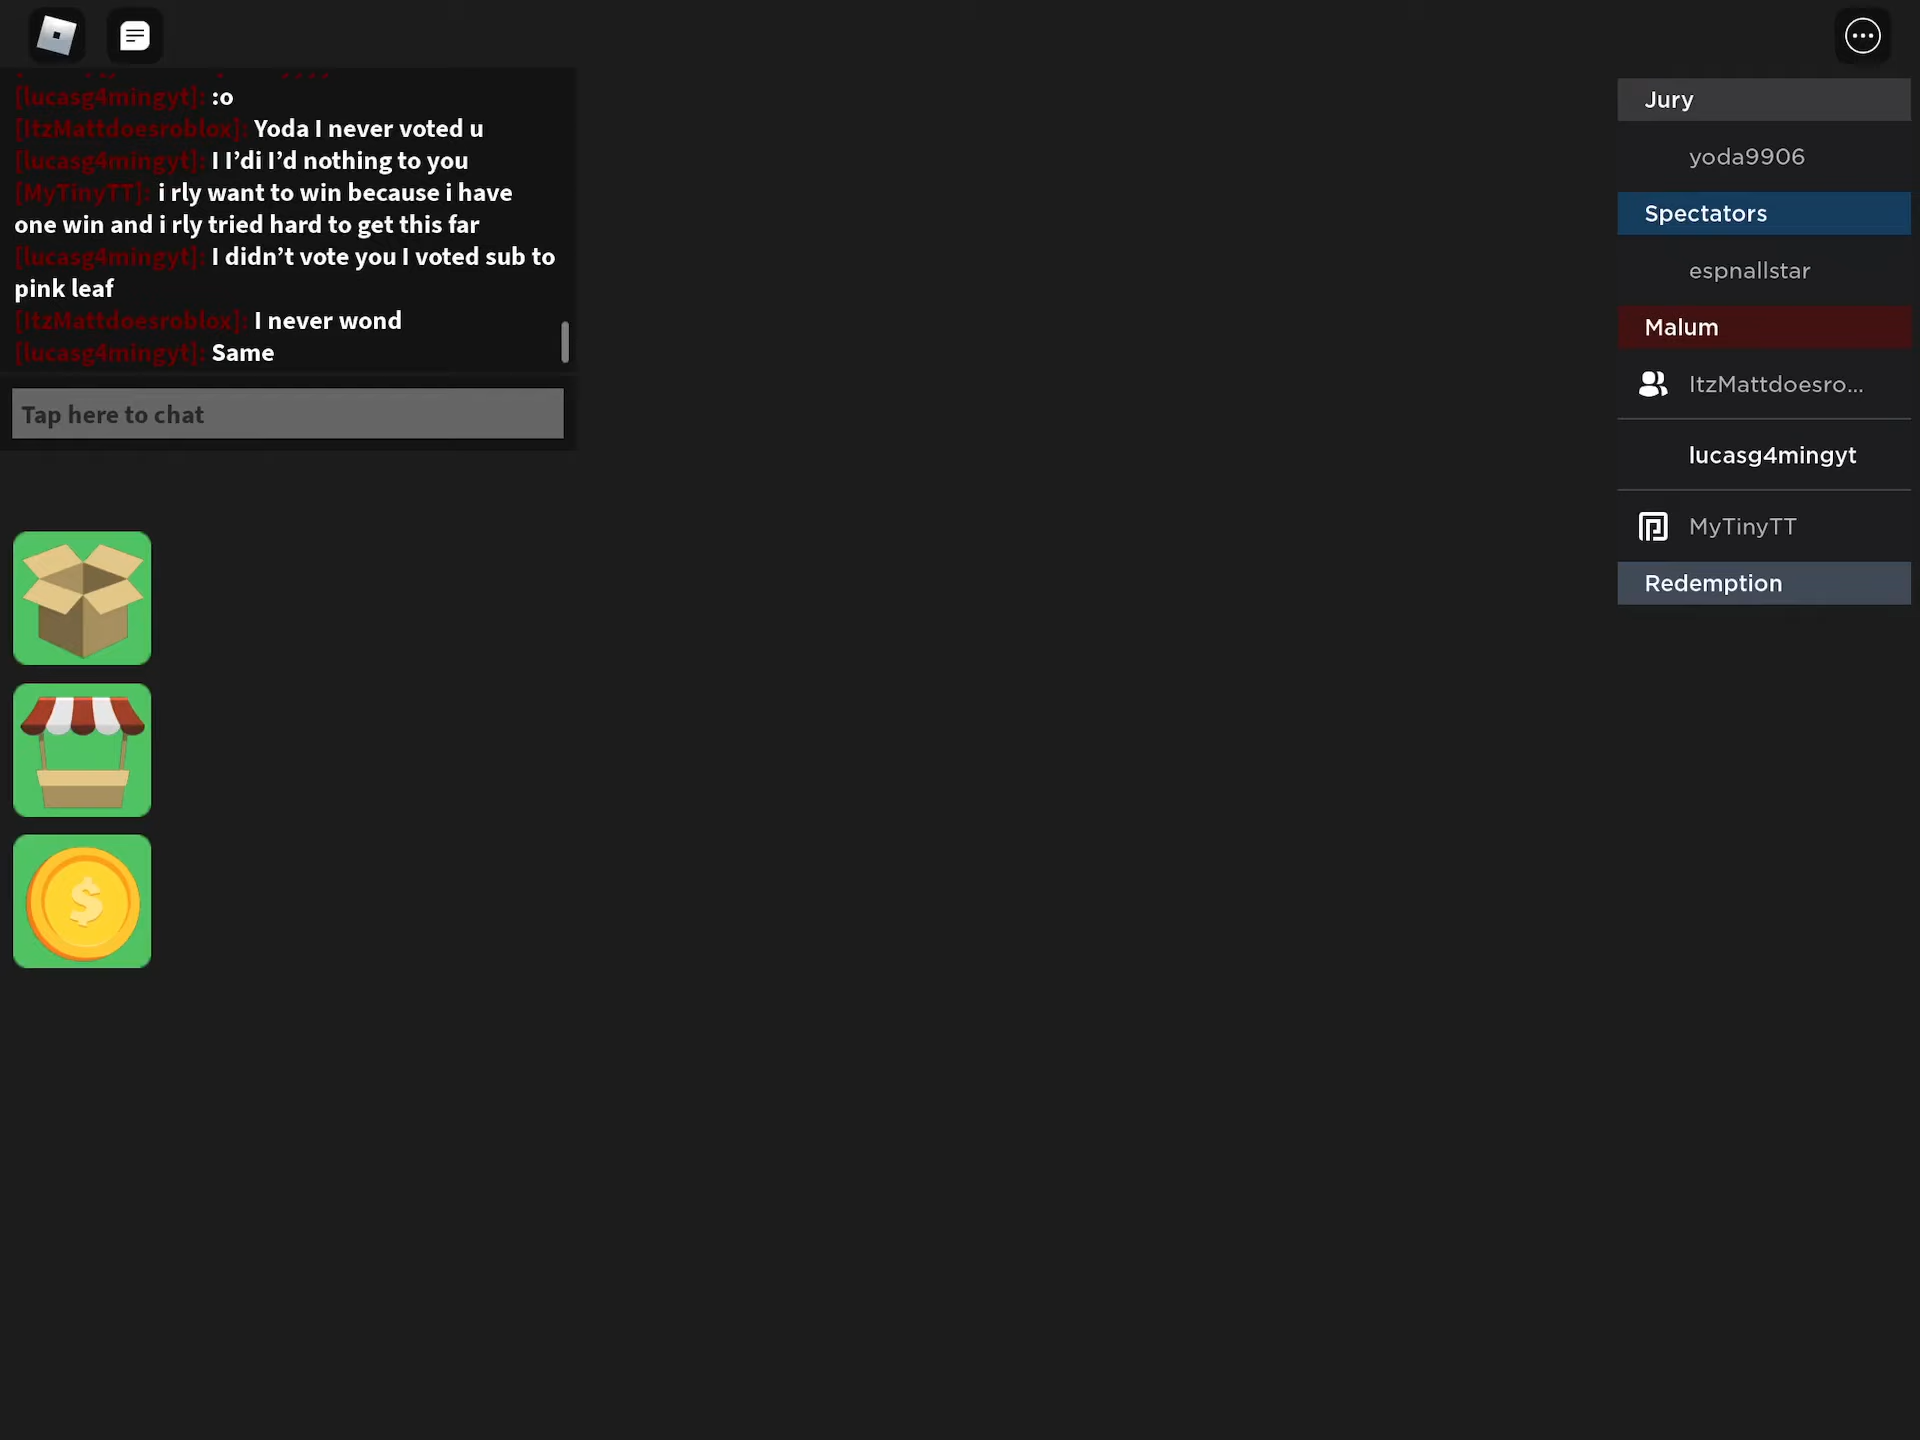 [lucasg4mingyt]: :o
[ItzMattdoesroblox]: Yoda I never voted u
[lucasg4mingyt]: I I’di I’d nothing to you
[MyTinyTT]: i rly want to win because i have
one win and i rly tried hard to get this far
[lucasg4mingyt]: I didn’t vote you I voted sub to
pink leaf
[ItzMattdoesroblox]: I never wond
[lucasg4mingyt]: Same
Tap here to chat
Jury
yoda9906
Spectators
espnallstar
Malum
ItzMattdoesro...
lucasg4mingyt
MyTinyTT
Redemption
$